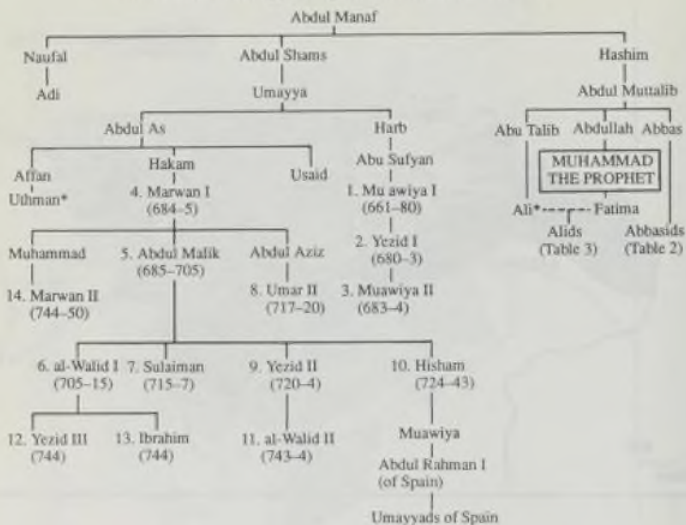 Abdul Manaf
Naufal Abdul Shams Hashim
Adi Umayya Abdul Muttalib
Abdul As Harb Abu Talib Abdullah Abbas
Affan Hakam Usaid Abu Sufyan
Uthman* 4. Marwan I 1. Mu awiya I MUHAMMAD
(684–5) (661–80) THE PROPHET
Ali* Fatima
2. Yezid I Alids Abbasids
(680–3) (Table 3) (Table 2)
Muhammad 5. Abdul Malik Abdul Aziz
(685–705)
14. Marwan II 8. Umar II 3. Muawiya II
(744–50) (717–20) (683–4)
6. al-Walid I 7. Sulaiman 9. Yezid II 10. Hisham
(705–15) (715–7) (720–4) (724–43)
12. Yezid III 13. Ibrahim 11. al-Walid II Muawiya
(744) (744) (743–4)
Abdul Rahman I
(of Spain)
Umayyads of Spain